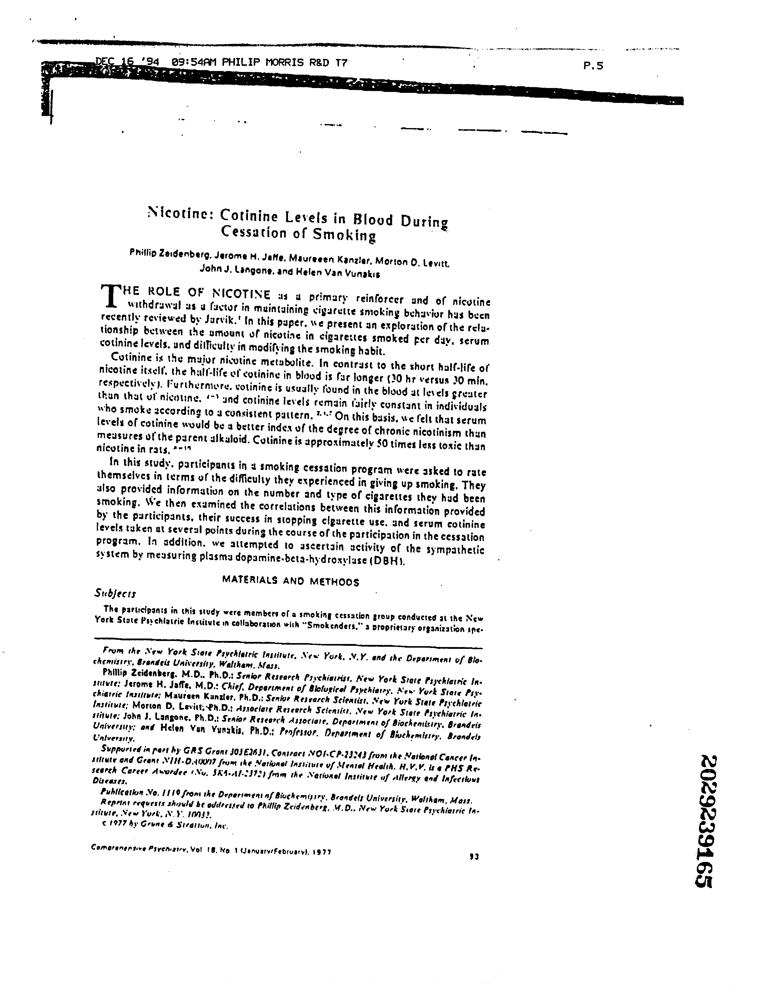 DEC 16 '94 09:54AM PHILIP MORRIS R&D T7 P.5
Nicotine: Cotinine Levels in Blood During
Cessation of Smoking
Phillip Zeidenberg, Jerome H. Jaffe, Maureeen Kanzler, Morton D. Levitt,
John J. Langone, and Helen Van Vunakis
THE ROLE OF NICOTINE as a primary reinforcer and of nicotine
withdrawal as a factor in maintaining cigarette smoking behavior has been
recently reviewed by Jarvik.¹ In this paper, we present an exploration of the rela-
tionship between the amount of nicotine in cigarettes smoked per day, serum
cotinine levels, and difficulty in modifying the smoking habit.
Cotinine is the major nicotine metabolite. In contrast to the short half-life of
nicotine itself, the half-life of cotinine in blood is far longer (30 hr versus 30 min,
respectively). Furthermore, cotinine is usually found in the blood at levels greater
than that of nicotine, and cotinine levels remain fairly constant in individuals
who smoke according to a consistent pattern. On this basis, we felt that serum
levels of cotinine would be a better index of the degree of chronic nicotinism than
measures of the parent alkaloid. Cotinine is approximately 50 times less toxic than
nicotine in rats.
In this study, participants in a smoking cessation program were asked to rate
themselves in terms of the difficulty they experienced in giving up smoking. They
also provided information on the number and type of cigarettes they had been
smoking. We then examined the correlations between this information provided
by the participants, their success in stopping cigarette use, and serum cotinine
levels taken at several points during the course of the participation in the cessation
program. In addition, we attempted to ascertain activity of the sympathetic
system by measuring plasma dopamine-beta-hydroxylase (DBH).
MATERIALS AND METHODS
Subjects
The participants in this study were members of a smoking cessation group conducted at the New
York State Psychiatric Institute in collaboration with "Smokenders," a proprietary organization spe-
From the New York State Psychiatric Institute, New York, N.Y. and the Department of Bio-
chemistry, Brandeis University, Waltham, Mass.
Phillip Zeidenberg, M.D., Ph.D.: Senior Research Psychiatrist, New York State Psychiatric In-
stitute; Jerome H. Jaffe, M.D.: Chief, Department of Biological Psychiatry, New York State Psy-
chiatric Institute; Maureen Kanzler, Ph.D.: Senior Research Scientist, New York State Psychiatric
Institute; Morton D. Levitt, Ph.D.: Associate Research Scientist, New York State Psychiatric In-
stitute; John J. Langone, Ph.D.: Senior Research Associate, Department of Biochemistry, Brandeis
University; and Helen Van Vunakis, Ph.D.: Professor, Department of Biochemistry, Brandeis
University.
Supported in part by GRS Grant Contract NO1-CP-23243 from the National Cancer In-
stitute and Grant from the National Institute of Mental Health. H.V.V. is a PHS Re-
search Career Awardee (No. from the National Institute of Allergy and Infectious
Diseases.
Publication No. 1119 from the Department of Biochemistry, Brandeis University, Waltham, Mass.
Reprint requests should be addressed to Phillip Zeidenberg, M.D., New York State Psychiatric In-
stitute, New York, N.Y. 10032.
© 1977 by Grune & Stratton, Inc.
Comprehensive Psychiatry, Vol. 18, No. 1 (January/February), 1977 93
2029239165